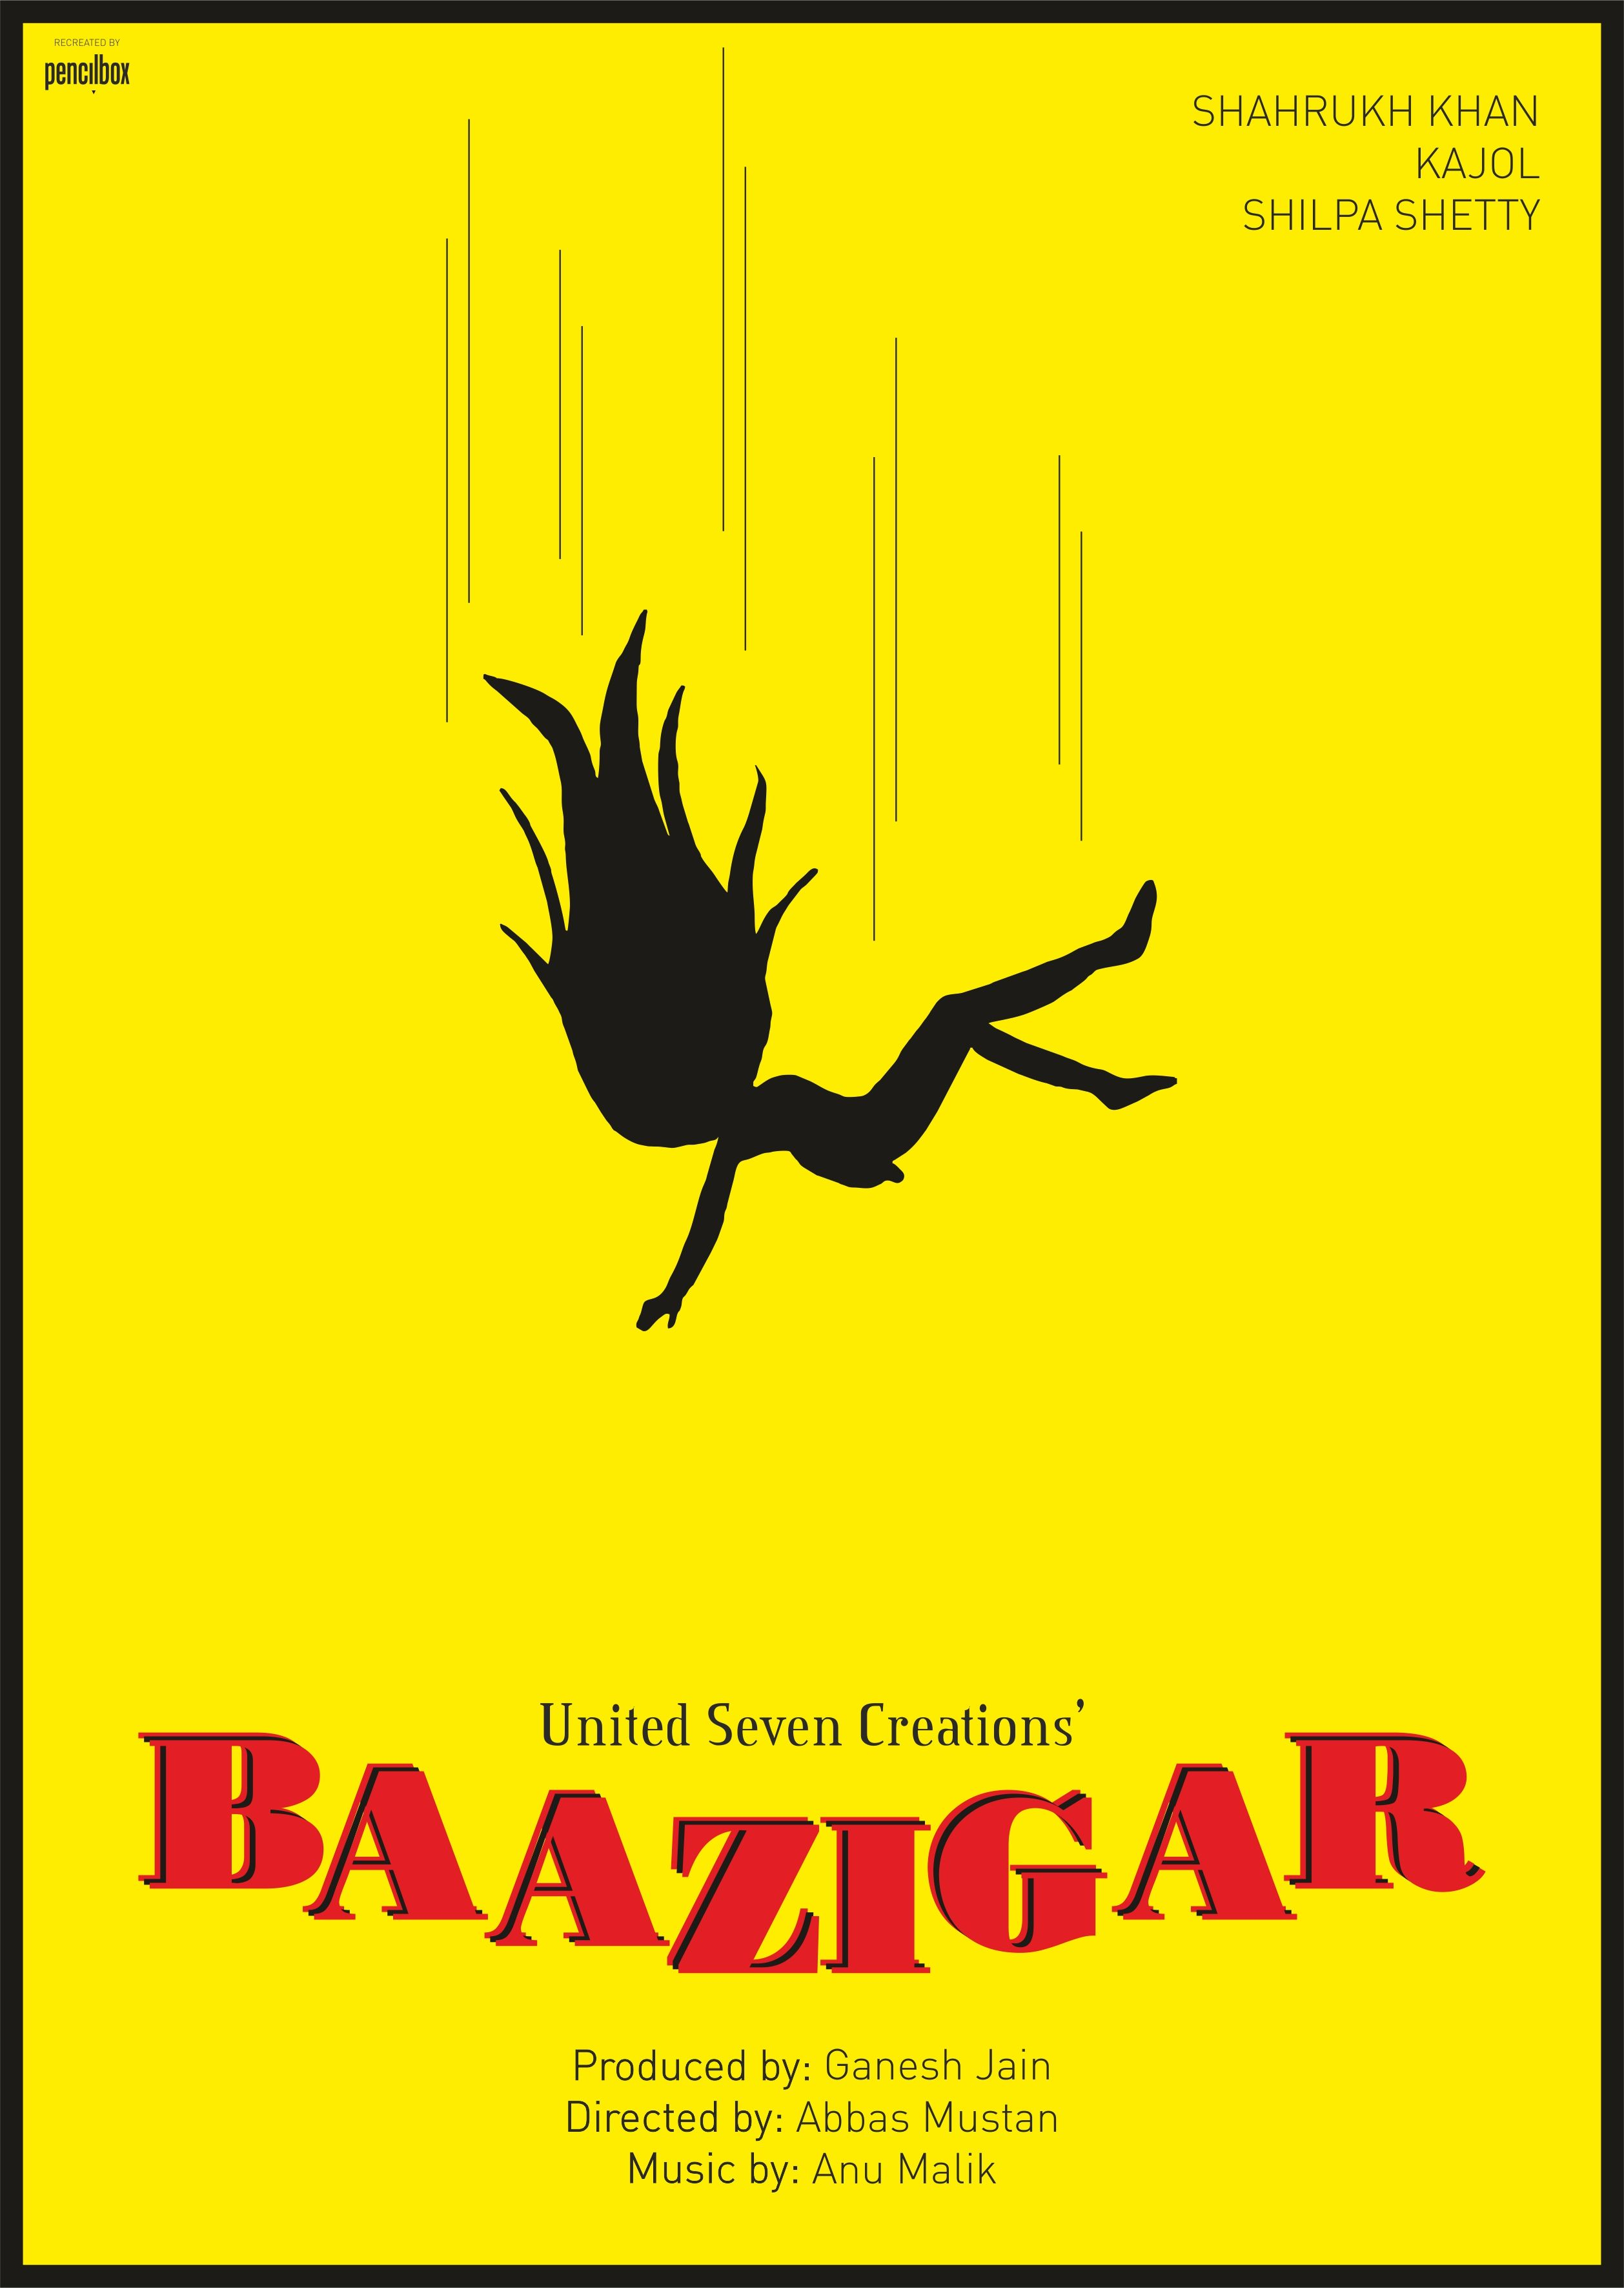 RECREATED BY
pencilbox
SHAHRUKH KHAN
KAJOL
SHILPA SHETTY
United Seven Creations’
BAAZIGAR
Produced by: Ganesh Jain
Directed by: Abbas Mustan
Music by: Anu Malik